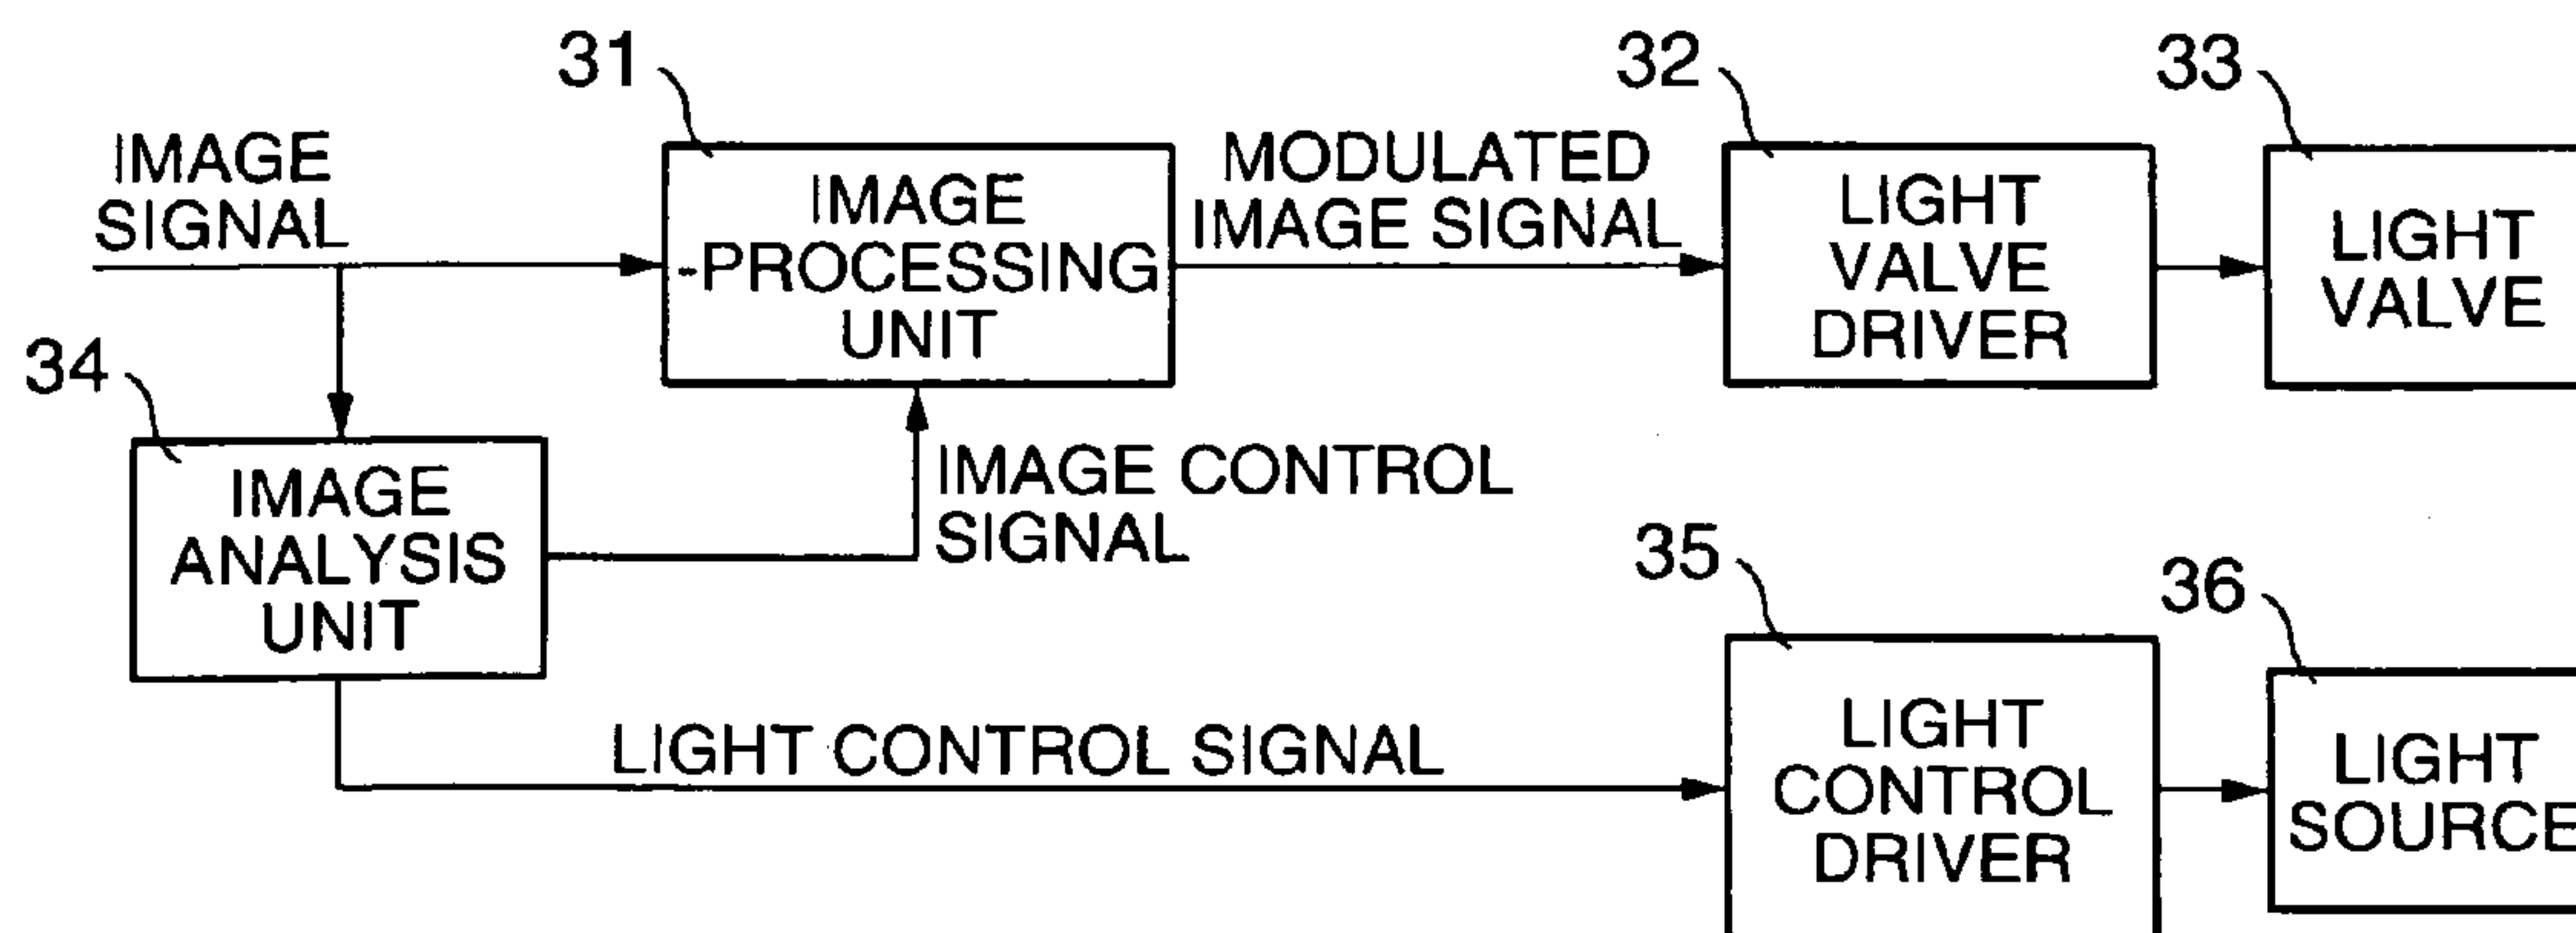 31
32
33
IMAGE
SIGNAL
IMAGE
-PROCESSING
UNIT
MODULATED
IMAGE SIGNAL
LIGHT
VALVE
DRIVER
LIGHT
VALVE
34
IMAGE
ANALYSIS
UNIT
IMAGE CONTROL
SIGNAL
35
36
LIGHT CONTROL SIGNAL
LIGHT
CONTROL
DRIVER
LIGHT
SOURCE